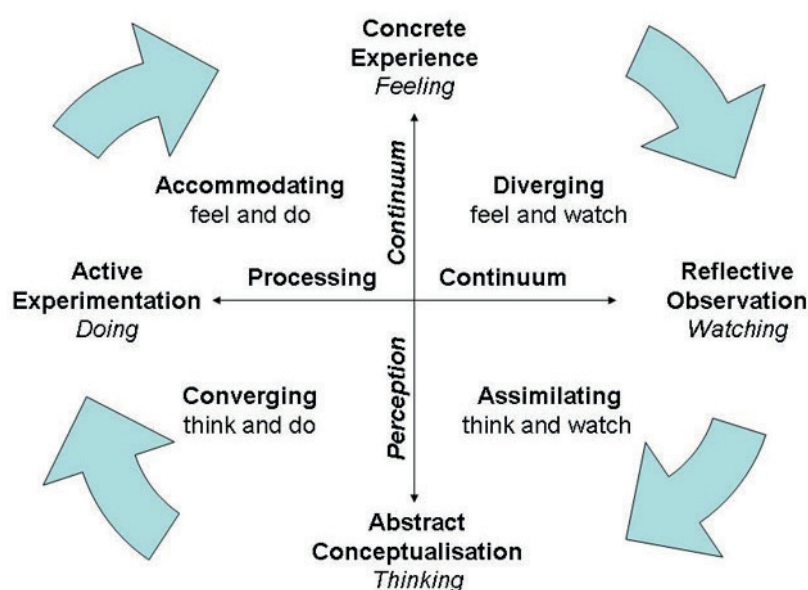 Concrete
Experience
Feeling
Accommodating
feel and do
Continuum
Diverging
feel and watch
Active
Experimentation
Doing
Processing
Continuum
Reflective
Observation
Watching
Converging
think and do
Perception
Assimilating
think and watch
Abstract
Conceptualisation
Thinking